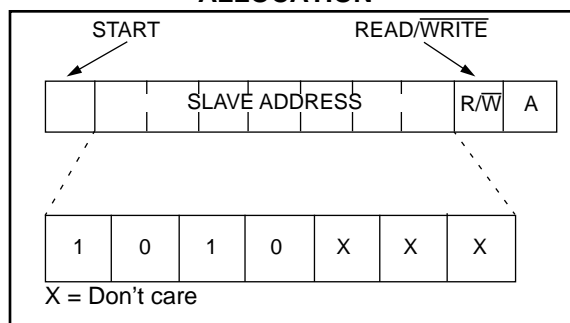 ALLOCATION
START READ/WRITE
SLAVE ADDRESS R/W A
1 0 1 0 X X X
X = Don't care